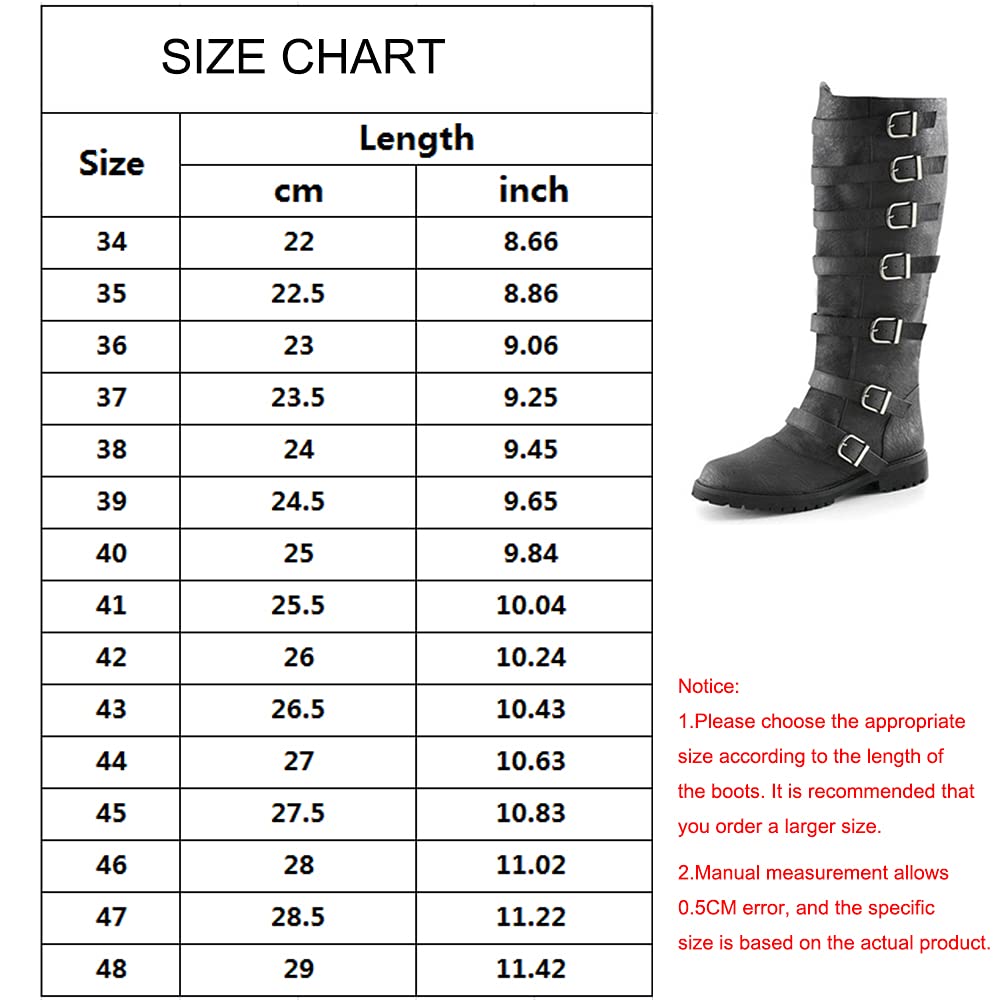 SIZE CHART
Size Length
cm inch
34 22 8.66
35 22.5 8.86
36 23 9.06
37 23.5 9.25
38 24 9.45
39 24.5 9.65
40 25 9.84
41 25.5 10.04
42 26 10.24
43 26.5 10.43
44 27 10.63
45 27.5 10.83
46 28 11.02
47 28.5 11.22
48 29 11.42
Notice:
1.Please choose the appropriate
size according to the length of
the boots. It is recommended that
you order a larger size.
2.Manual measurement allows
0.5CM error, and the specific
size is based on the actual product.